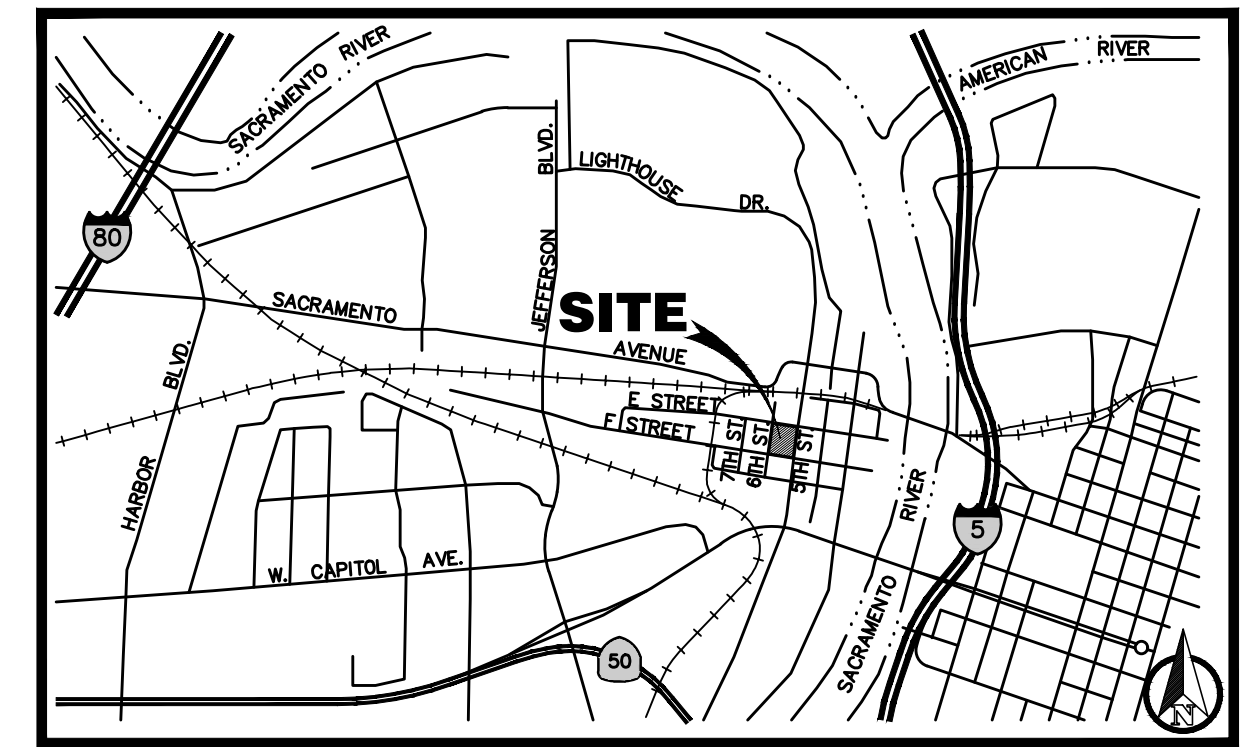 SACRAMENTO RIVER
AMERICAN RIVER
BLVD.
LIGHTHOUSE DR.
80
JEFFERSON
SACRAMENTO
SITE
AVENUE
BLVD.
E STREET
F STREET
7TH ST.
6TH ST.
5TH ST.
HARBOR
RIVER
5
W. CAPITOL AVE.
SACRAMENTO
50
N